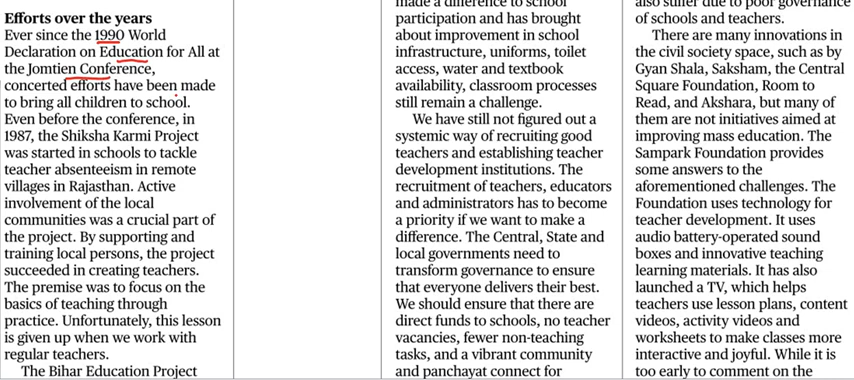 Efforts over the years
Ever since the 1990 World
Declaration on Education for All at
the Jomtien Conference,
concerted efforts have been made
to bring all children to school.
Even before the conference, in
1987, the Shiksha Karmi Project
was started in schools to tackle
teacher absenteeism in remote
villages in Rajasthan. Active
involvement of the local
communities was a crucial part of
the project. By supporting and
training local persons, the project
succeeded in creating teachers.
The premise was to focus on the
basics of teaching through
practice. Unfortunately, this lesson
is given up when we work with
regular teachers.
The Bihar Education Project
made a difference to school
participation and has brought
about improvement in school
infrastructure, uniforms, toilet
access, water and textbook
availability, classroom processes
still remain a challenge.
We have still not figured out a
systemic way of recruiting good
teachers and establishing teacher
development institutions. The
recruitment of teachers, educators
and administrators has to become
a priority if we want to make a
difference. The Central, State and
local governments need to
transform governance to ensure
that everyone delivers their best.
We should ensure that there are
direct funds to schools, no teacher
vacancies, fewer non-teaching
tasks, and a vibrant community
and panchayat connect for
also suffer due to poor governance
of schools and teachers.
There are many innovations in
the civil society space, such as by
Gyan Shala, Saksham, the Central
Square Foundation, Room to
Read, and Akshara, but many of
them are not initiatives aimed at
improving mass education. The
Sampark Foundation provides
some answers to the
aforementioned challenges. The
Foundation uses technology for
teacher development. It uses
audio battery-operated sound
boxes and innovative teaching
learning materials. It has also
launched a TV, which helps
teachers use lesson plans, content
videos, activity videos and
worksheets to make classes more
interactive and joyful. While it is
too early to comment on the